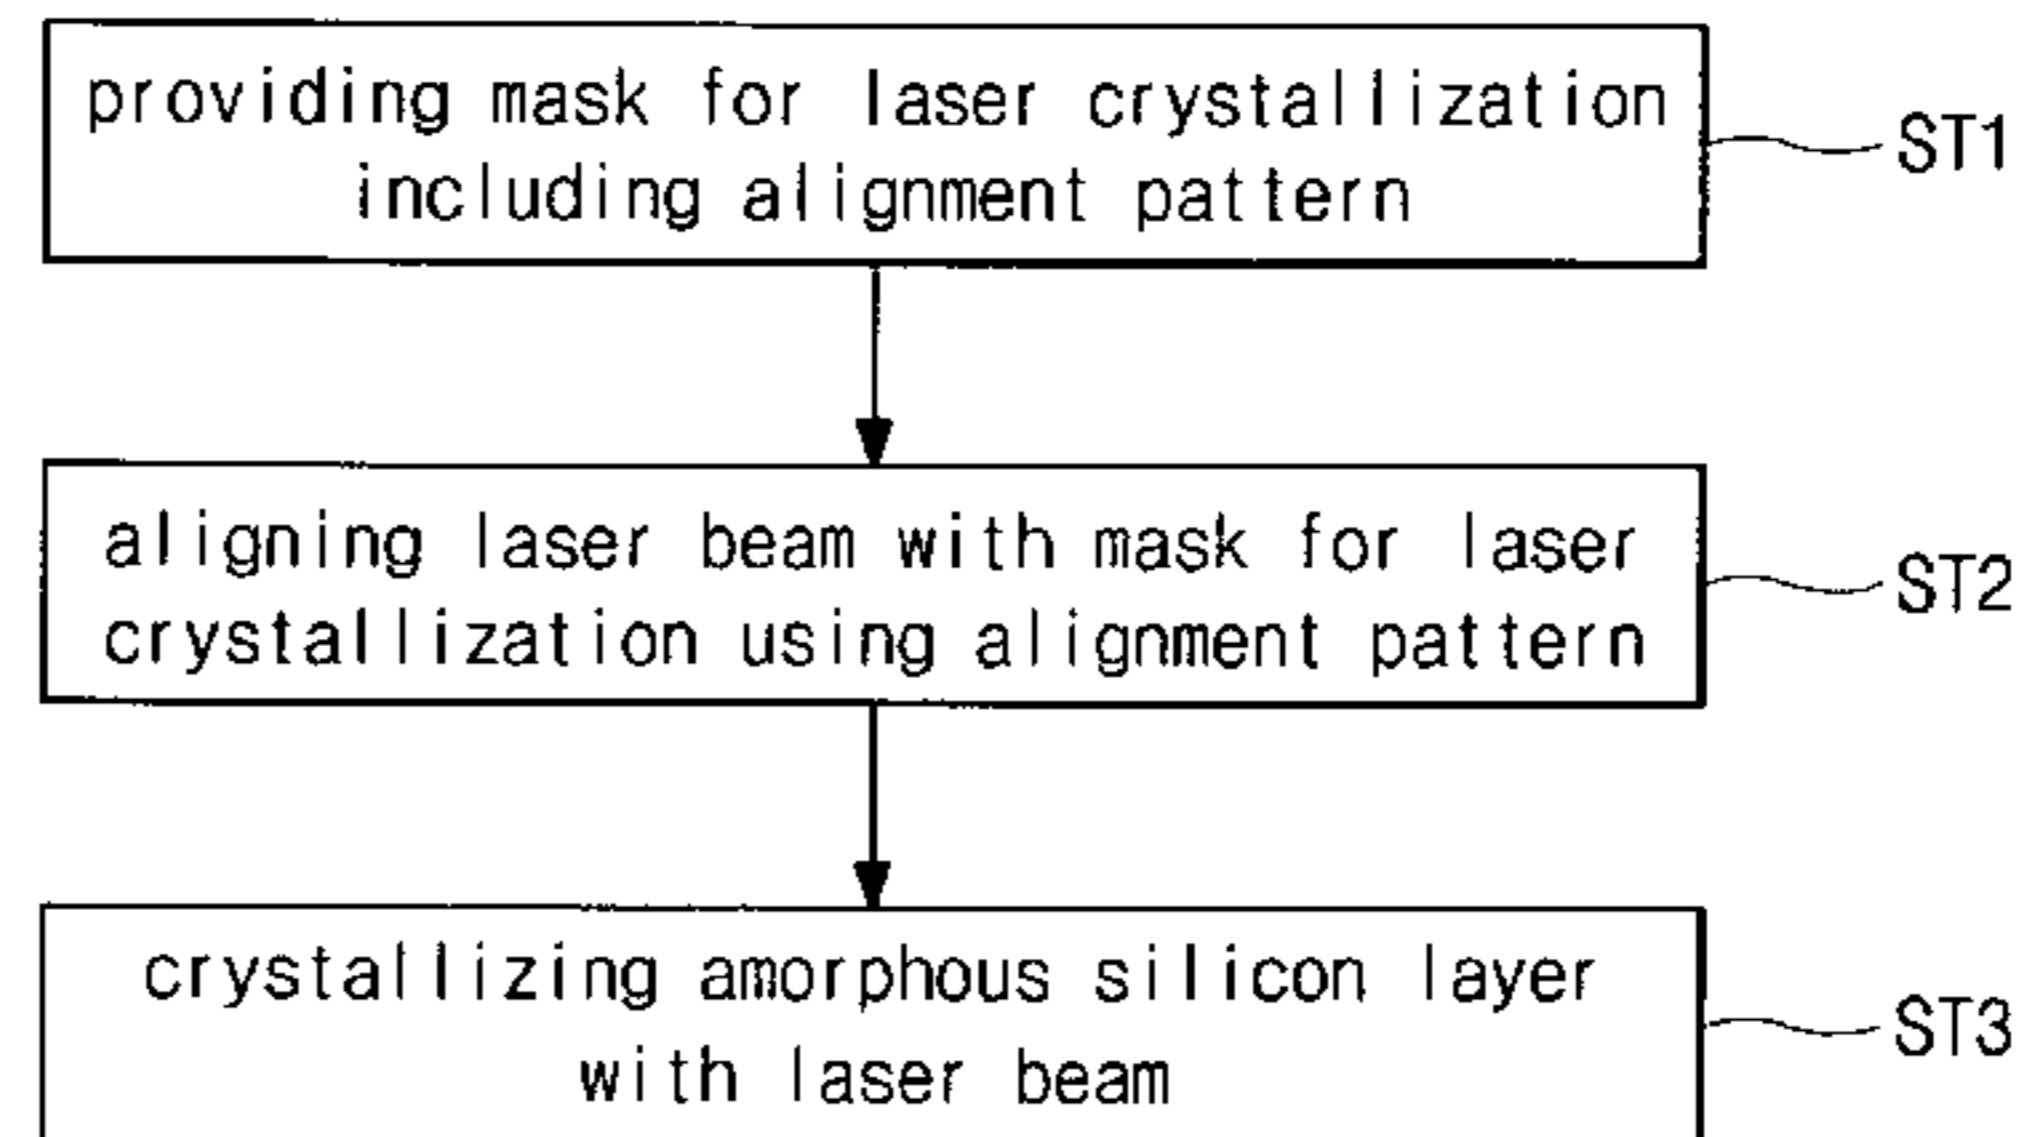 providing mask for laser crystallization
including alignment pattern
ST1
aligning laser beam with mask for laser
crystallization using alignment pattern
ST2
crystallizing amorphous silicon layer
with laser beam
ST3